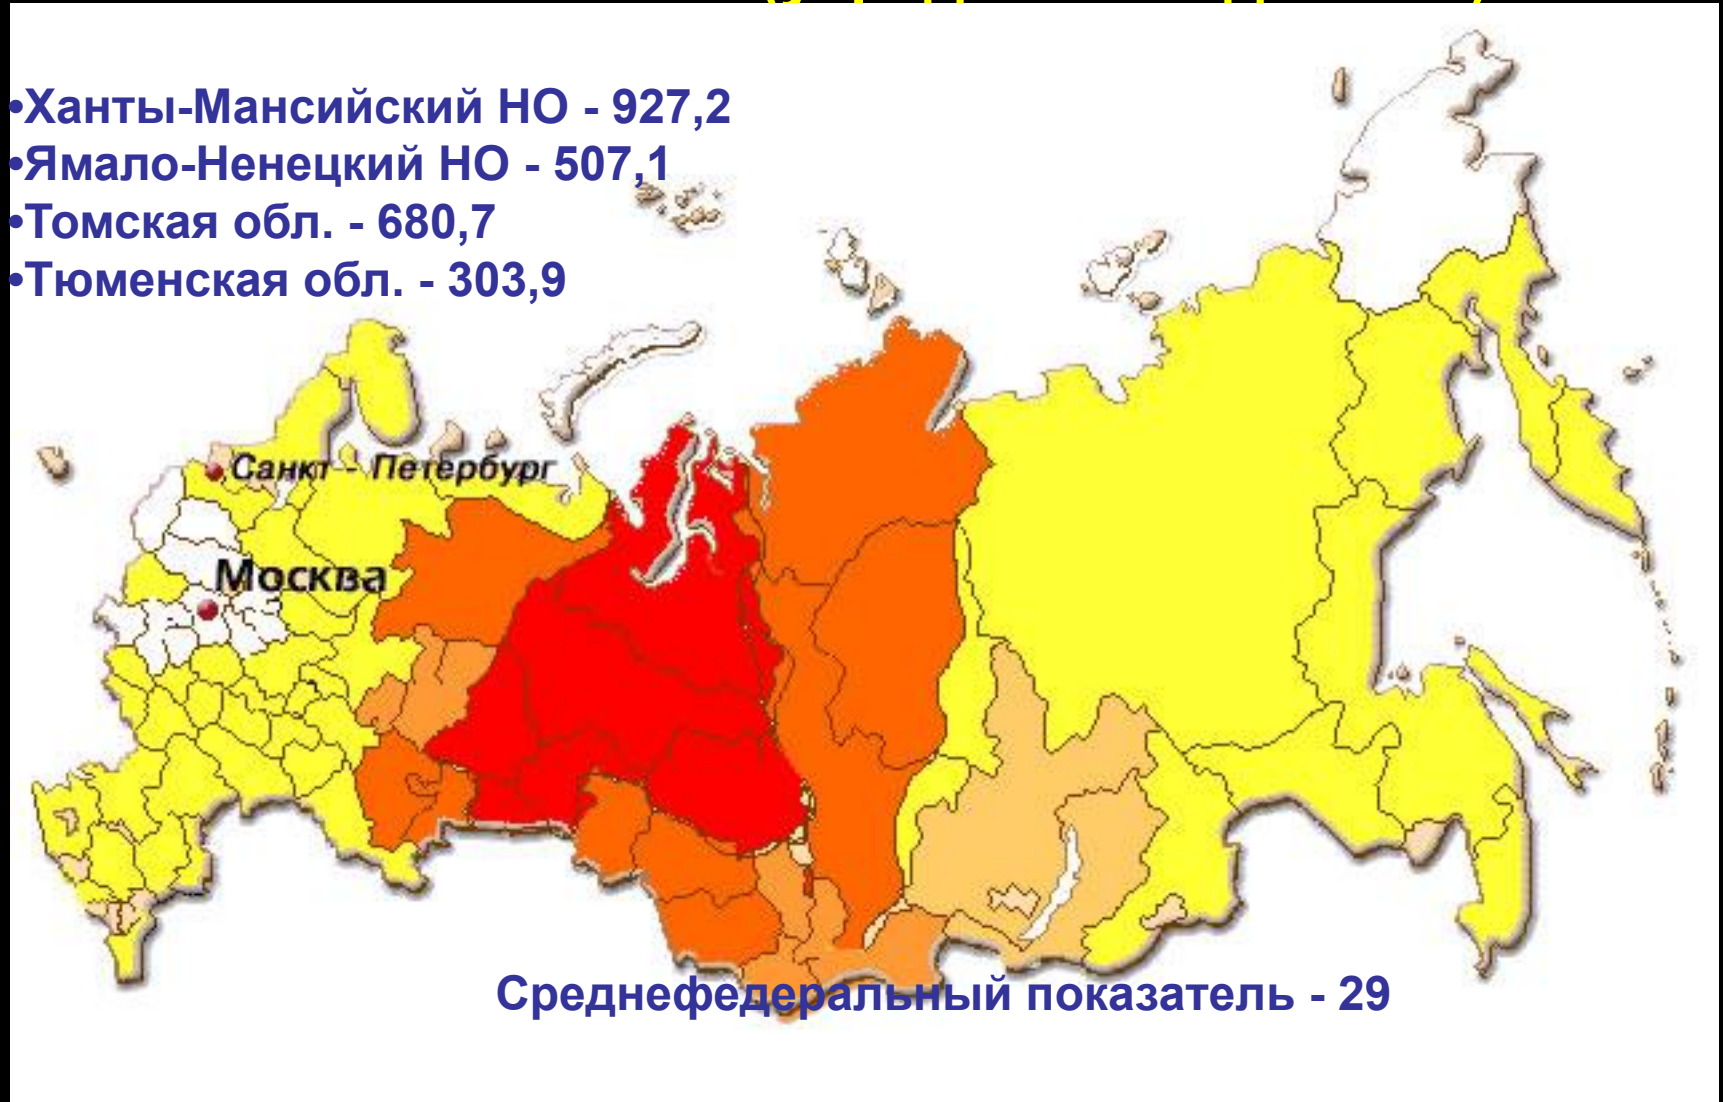 •Ханты-Мансийский НО - 927,2
•Ямало-Ненецкий НО - 507,1
•Томская обл. - 680,7
•Тюменская обл. - 303,9
Санкт - Петербург
Москва
Среднефедеральный показатель - 29